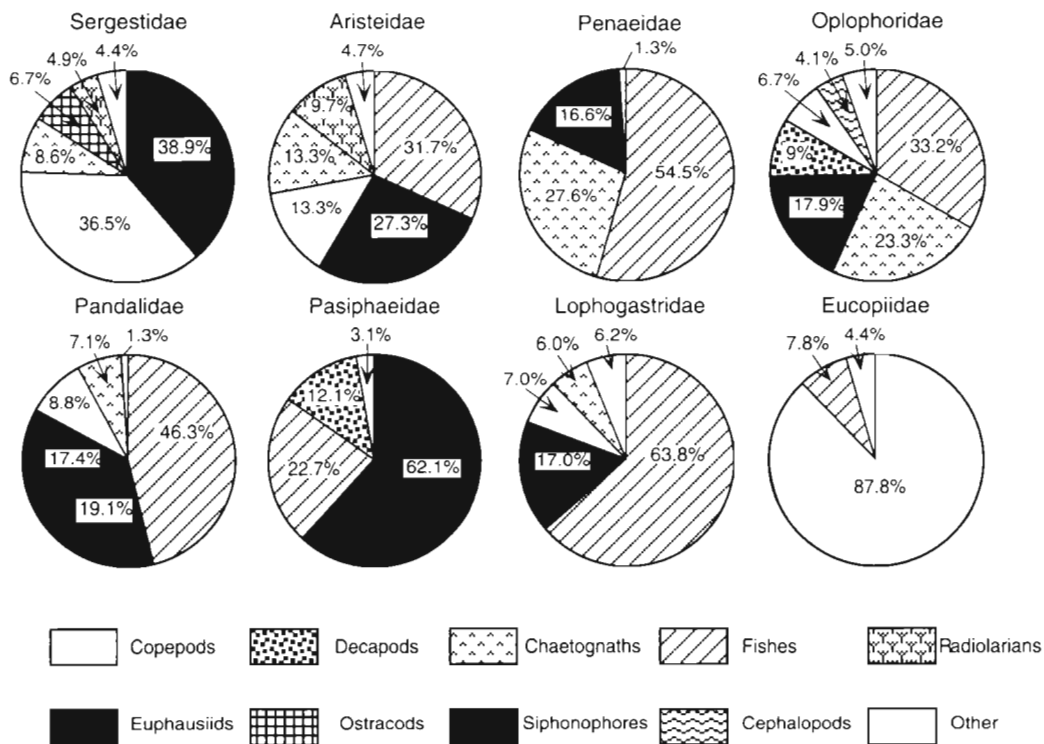 Sergestidae Aristeidae Penaeidae Oplophoridae
4.9% 4.4% 4.7% 1.3% 4.1% 5.0%
6.7% 6.7%
38.9% 9.7% 31.7% 16.6% 54.5% 9% 33.2%
8.6% 13.3% 27.6% 17.9%
36.5% 13.3% 27.3% 23.3%
Pandalidae Pasiphaeidae Lophogastridae Eucopiidae
7.1% 1.3% 3.1% 6.0% 6.2% 7.8% 4.4%
7.0%
8.8% 46.3% 12.1%
17.4% 22.7% 62.1% 17.0% 63.8%
19.1% 87.8%
Copepods Decapods Chaetognaths Fishes Radiolarians
Euphausiids Ostracods Siphonophores Cephalopods Other